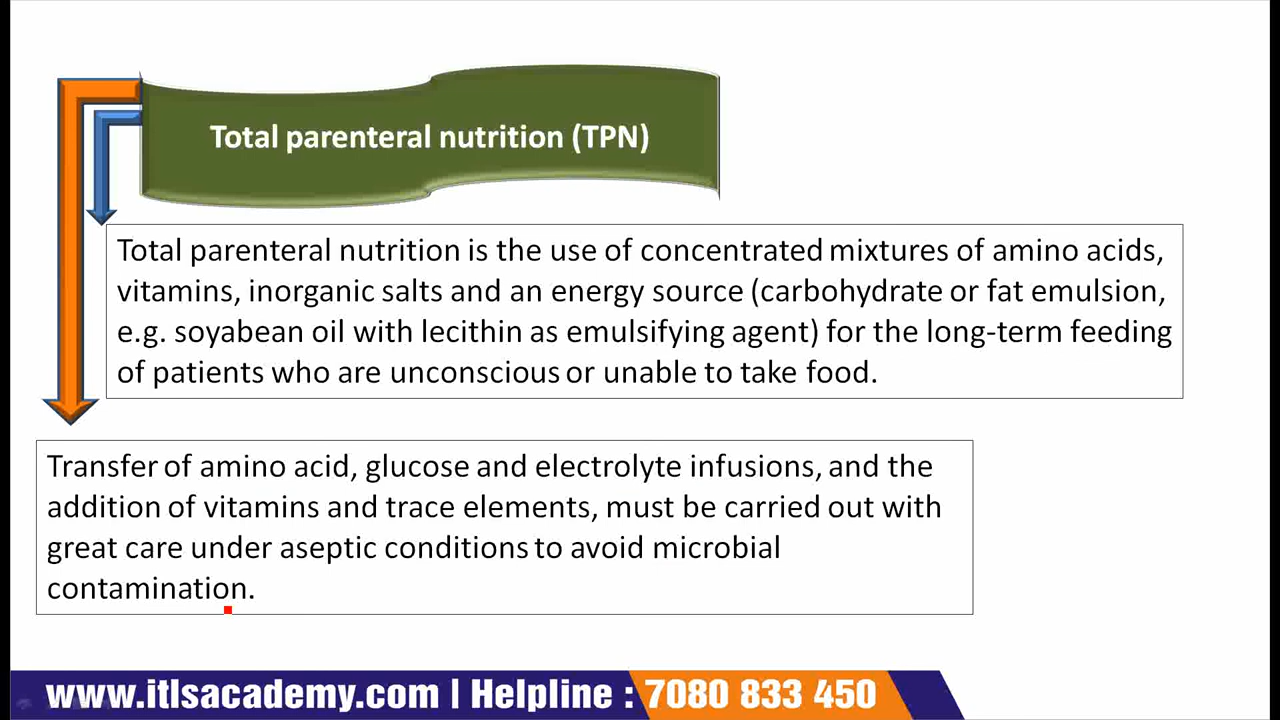 Total parenteral nutrition (TPN)
Total parenteral nutrition is the use of concentrated mixtures of amino acids,
vitamins, inorganic salts and an energy source (carbohydrate or fat emulsion,
e.g. soyabean oil with lecithin as emulsifying agent) for the long-term feeding
of patients who are unconscious or unable to take food.
Transfer of amino acid, glucose and electrolyte infusions, and the
addition of vitamins and trace elements, must be carried out with
great care under aseptic conditions to avoid microbial
contamination.
www.itlsacademy.com | Helpline : 7080 833 450